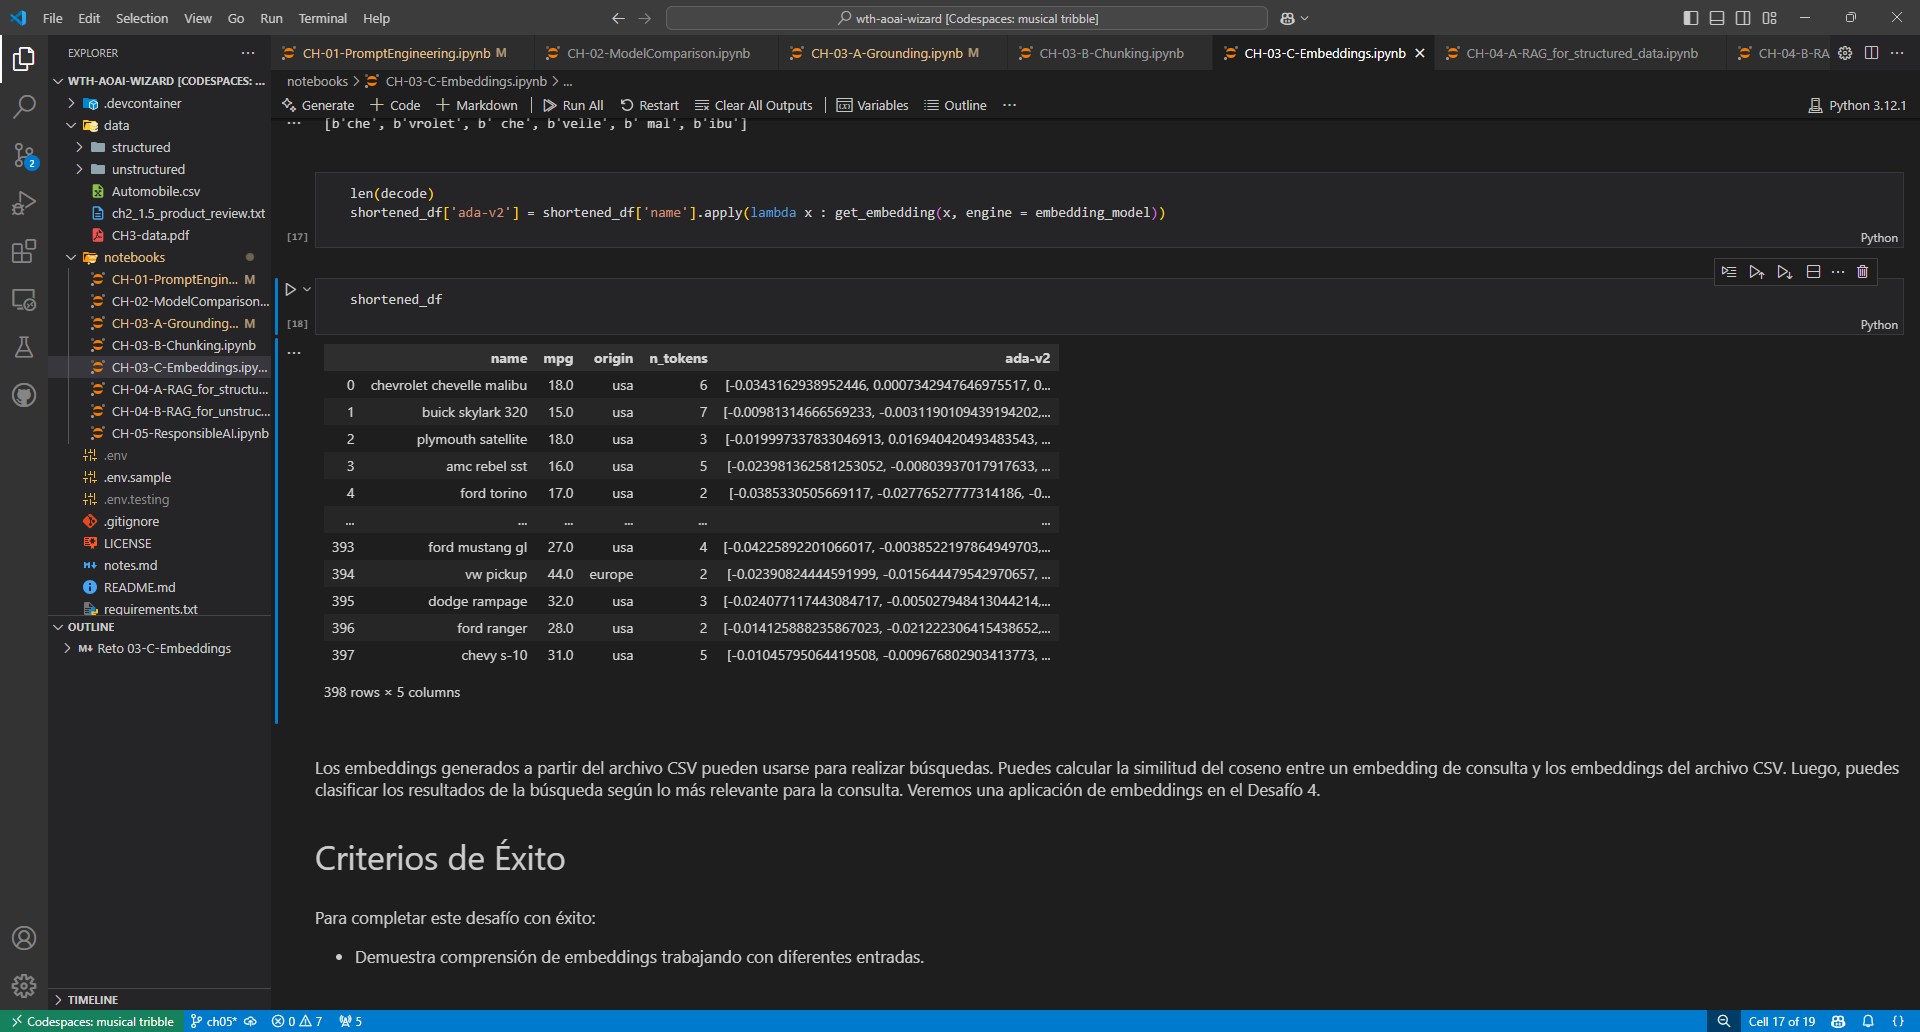 File Edit Selection View Go Run Terminal Help
wth-aoai-wizard [Codespaces: musical tribble]
EXPLORER
CH-01-PromptEngineering.ipynb M
CH-02-ModelComparison.ipynb
CH-03-A-Grounding.ipynb M
CH-03-B-Chunking.ipynb
CH-03-C-Embeddings.ipynb
CH-04-A-RAG_for_structured_data.ipynb
CH-04-B-RA
WTH-AOAI-WIZARD [CODESPACES: ...
.devcontainer
data
structured
unstructured
Automobile.csv
ch2_1.5_product_review.txt
CH3-data.pdf
notebooks
CH-01-PromptEngin... M
CH-02-ModelComparison...
CH-03-A-Grounding... M
CH-03-B-Chunking.ipynb
CH-03-C-Embeddings.ipy...
CH-04-A-RAG_for_structu...
CH-04-B-RAG_for_unstruc...
CH-05-ResponsibleAI.ipynb
.env
.env.sample
.env.testing
.gitignore
LICENSE
notes.md
README.md
requirements.txt
OUTLINE
Reto 03-C-Embeddings
TIMELINE
notebooks > CH-03-C-Embeddings.ipynb > ...
Generate + Code + Markdown Run All Restart Clear All Outputs Variables Outline ... Python 3.12.1
[b'che', b'vrolet', b' che', b'velle', b' mal', b'ibu']
len(decode)
shortened_df['ada-v2'] = shortened_df['name'].apply(lambda x : get_embedding(x, engine = embedding_model))
[17]
Python
shortened_df
[18]
Python
name mpg origin n_tokens ada-v2
0 chevrolet chevelle malibu 18.0 usa 6 [-0.0343162938952446, 0.0007342947646975517, 0...
1 buick skylark 320 15.0 usa 7 [-0.00981314666569233, -0.0031190109439194202,...
2 plymouth satellite 18.0 usa 3 [-0.019997337833046913, 0.016940420493483543, ...
3 amc rebel sst 16.0 usa 5 [-0.023981362581253052, -0.00803937017917633, ...
4 ford torino 17.0 usa 2 [-0.0385330505669117, -0.02776527777314186, -0...
... ... ... ... ... ...
393 ford mustang gl 27.0 usa 4 [-0.04225892201066017, -0.0038522197864949703,...
394 vw pickup 44.0 europe 2 [-0.02390824444591999, -0.015644479542970657, ...
395 dodge rampage 32.0 usa 3 [-0.024077117443084717, -0.005027948413044214,...
396 ford ranger 28.0 usa 2 [-0.014125888235867023, -0.021222306415438652,...
397 chevy s-10 31.0 usa 5 [-0.01045795064419508, -0.009676802903413773, ...
398 rows × 5 columns
Los embeddings generados a partir del archivo CSV pueden usarse para realizar búsquedas. Puedes calcular la similitud del coseno entre un embedding de consulta y los embeddings del archivo CSV. Luego, puedes
clasificar los resultados de la búsqueda según lo más relevante para la consulta. Veremos una aplicación de embeddings en el Desafío 4.
Criterios de Éxito
Para completar este desafío con éxito:
• Demuestra comprensión de embeddings trabajando con diferentes entradas.
Codespaces: musical tribble ch05* 0 7 5 Cell 17 of 19